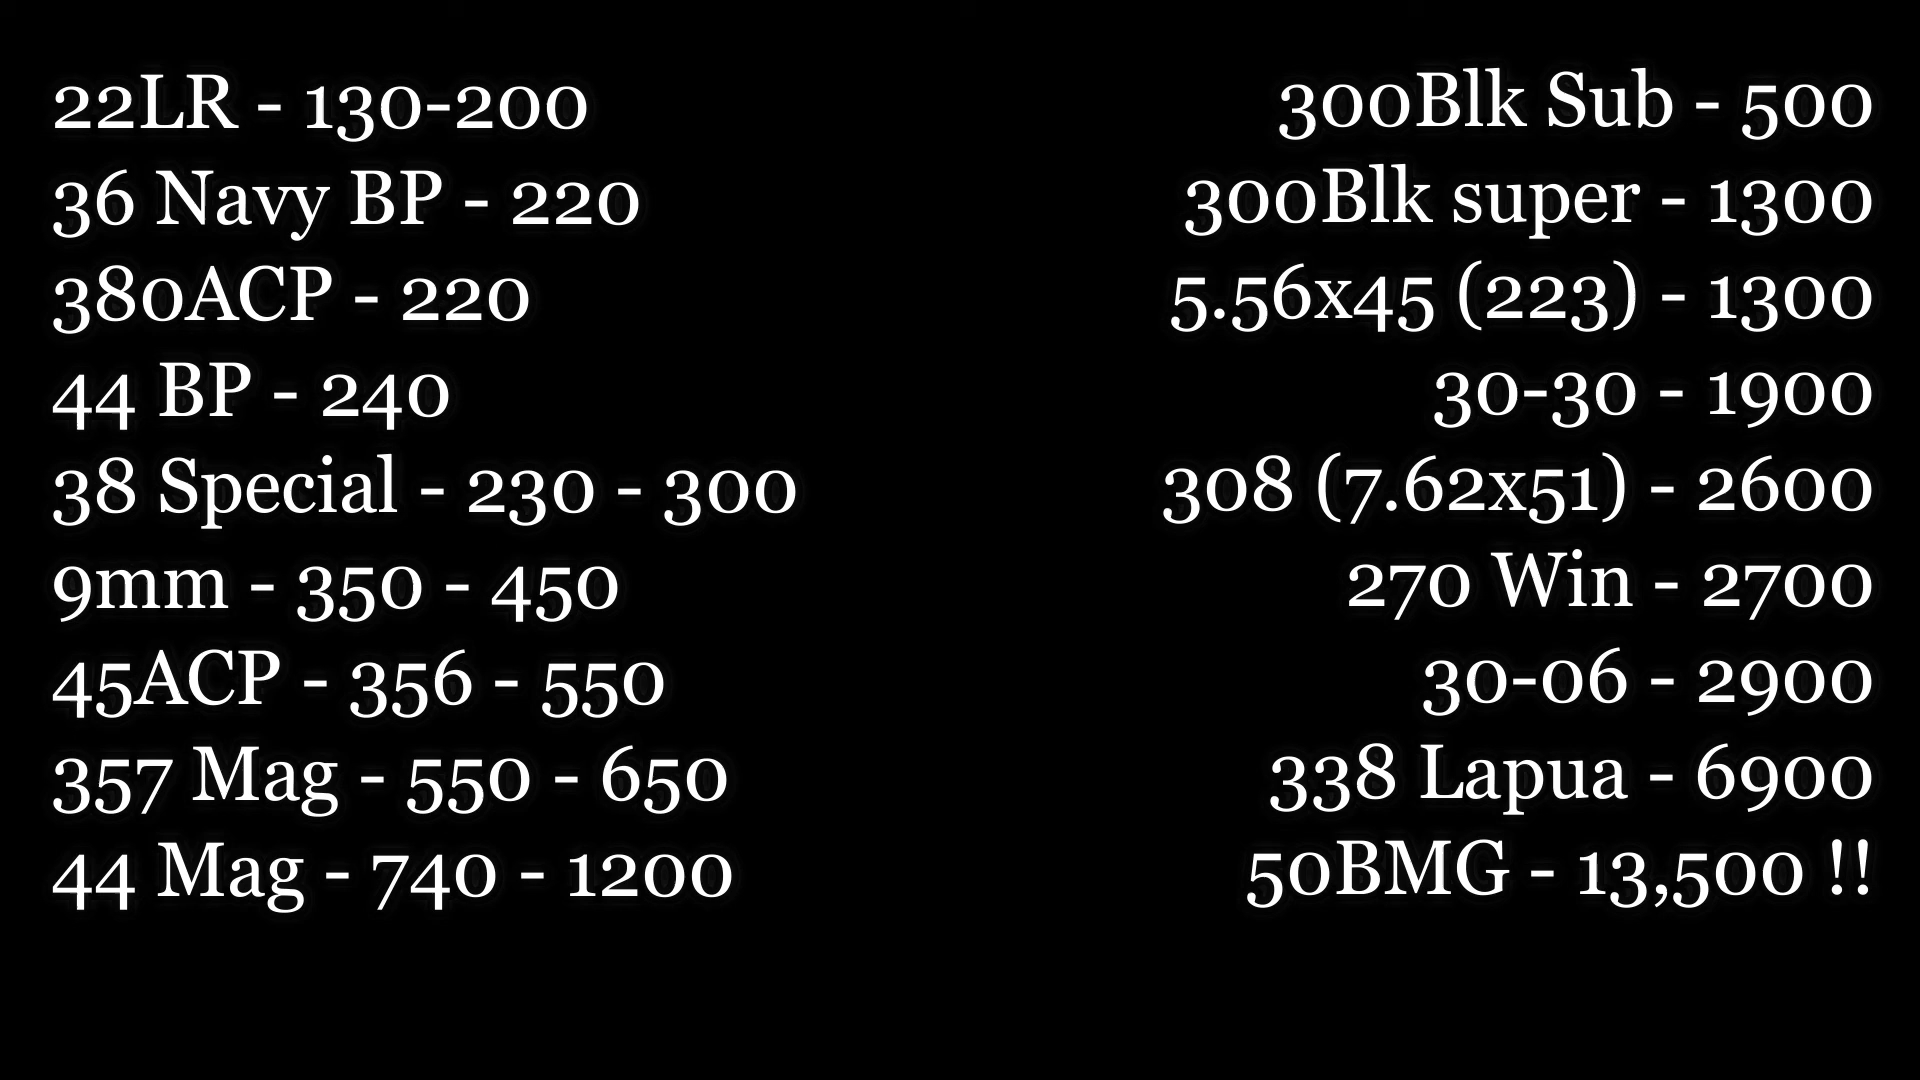 22LR - 130-200
36 Navy BP - 220
380ACP - 220
44 BP - 240
38 Special - 230 - 300
9mm - 350 - 450
45ACP - 356 - 550
357 Mag - 550 - 650
44 Mag - 740 - 1200
300Blk Sub - 500
300Blk super - 1300
5.56x45 (223) - 1300
30-30 - 1900
308 (7.62x51) - 2600
270 Win - 2700
30-06 - 2900
338 Lapua - 6900
50BMG - 13,500 !!